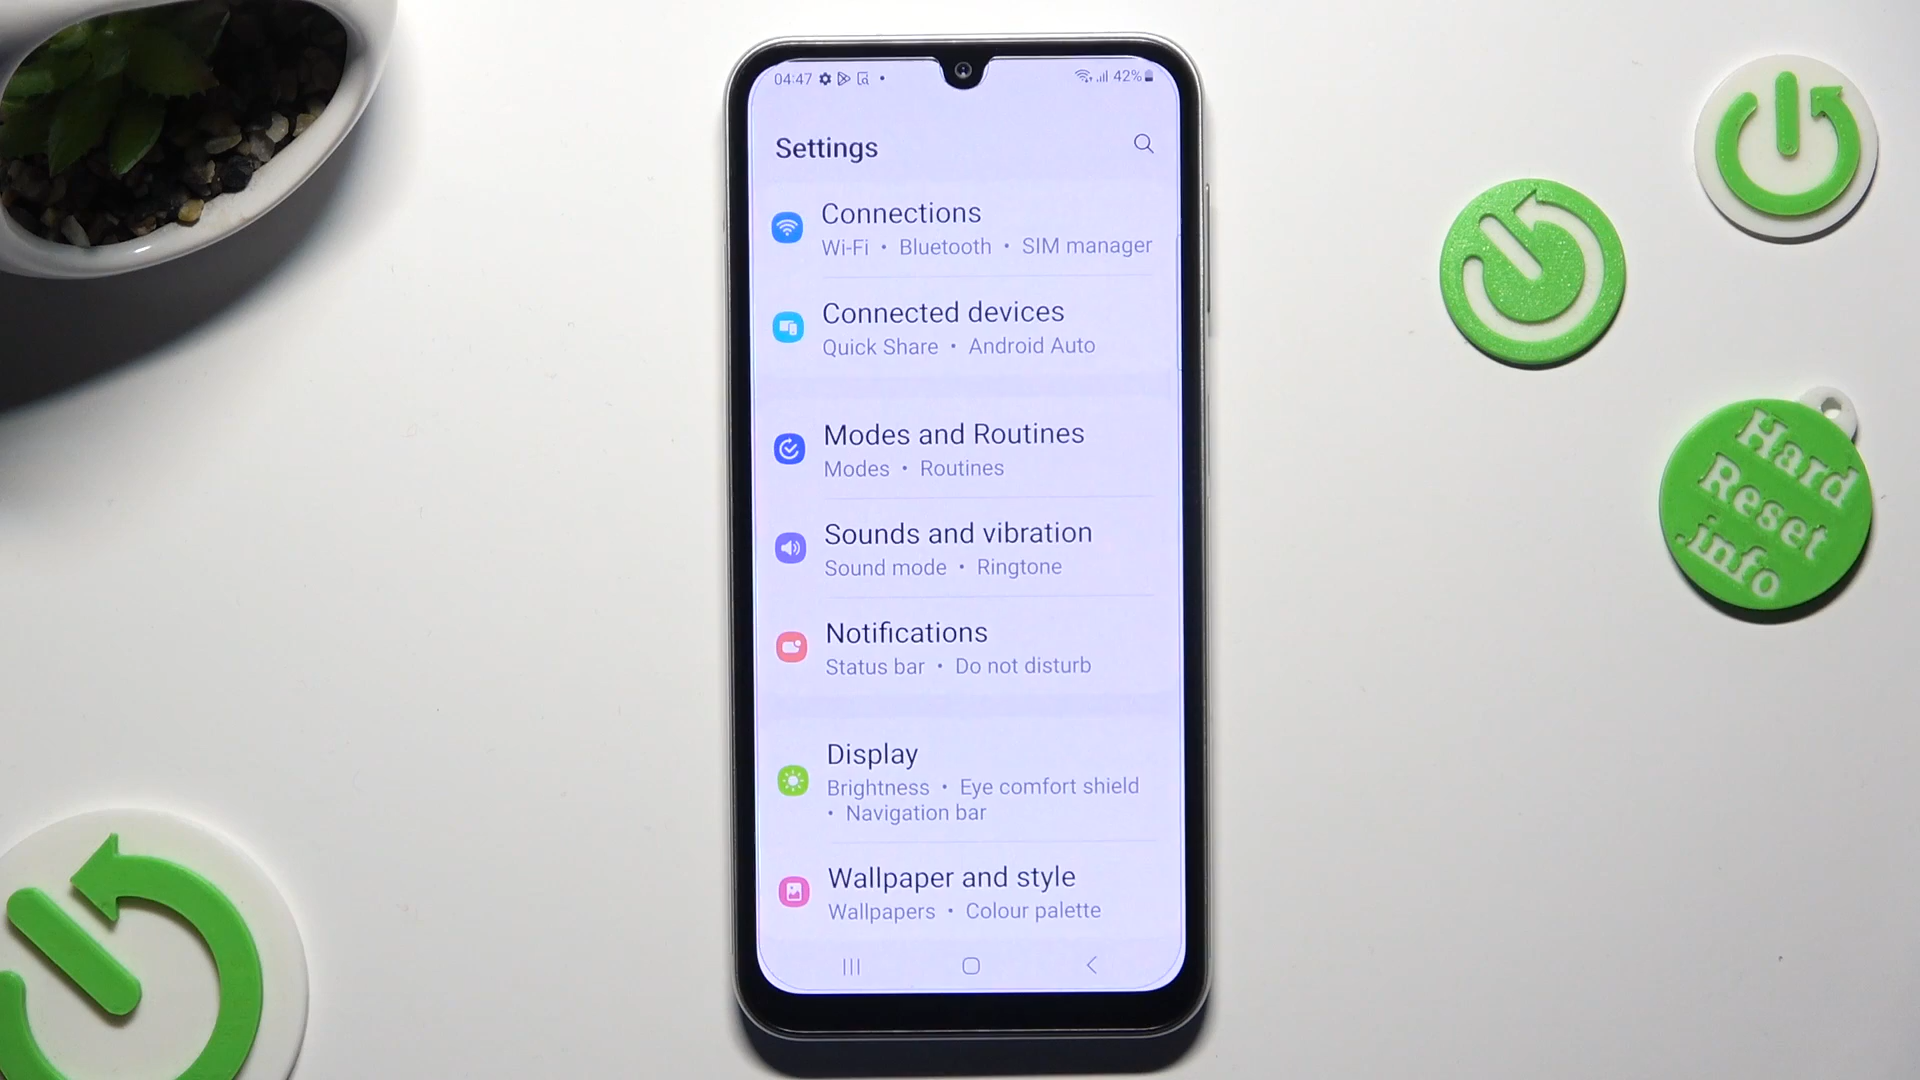 04:47
42%
Settings
Connections
Wi-Fi • Bluetooth • SIM manager
Connected devices
Quick Share • Android Auto
Modes and Routines
Modes • Routines
Sounds and vibration
Sound mode • Ringtone
Notifications
Status bar • Do not disturb
Display
Brightness • Eye comfort shield
• Navigation bar
Wallpaper and style
Wallpapers • Colour palette
Hard
Reset
.info